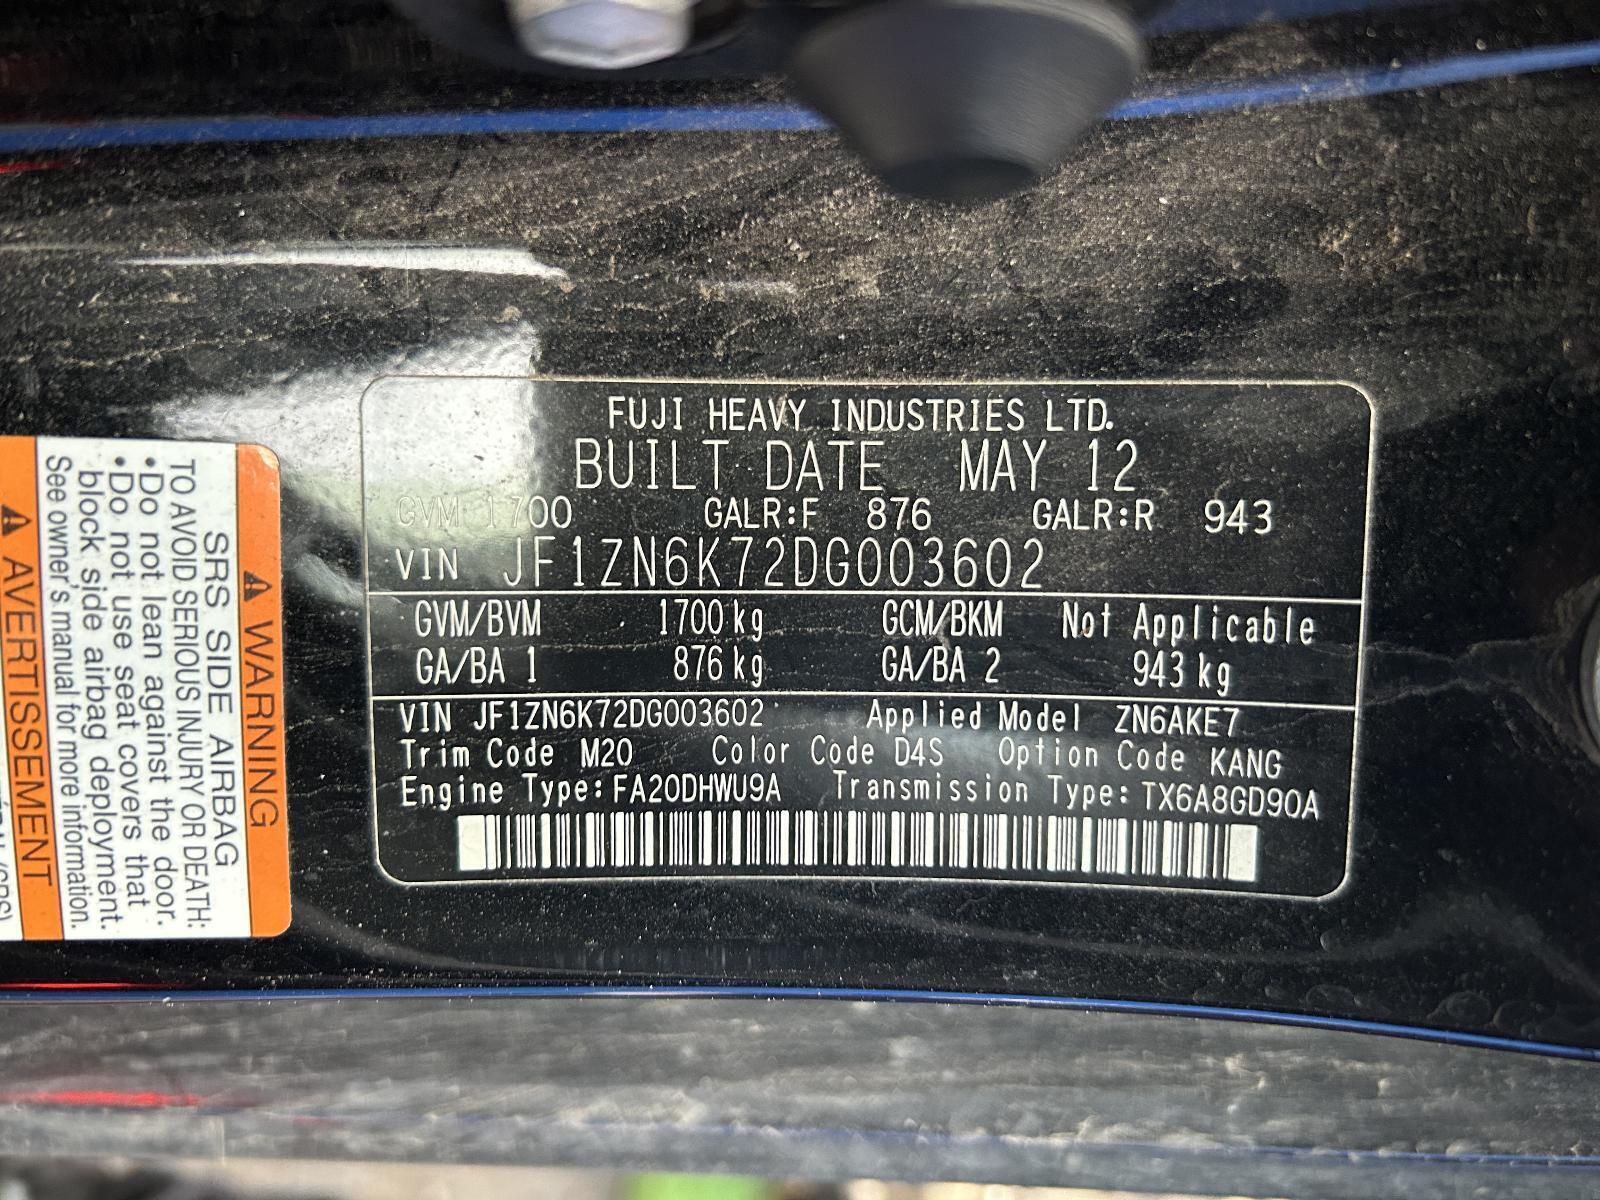 FUJI HEAVY INDUSTRIES LTD.
BUILT DATE MAY 12
GVM 1700 GALR:F 876 GALR:R 943
VIN JF1ZN6K72DG003602
GVM/BVM 1700 kg GCM/BKM Not Applicable
GA/BA 1 876 kg GA/BA 2 943 kg
VIN JF1ZN6K72DG003602 Applied Model ZN6AKE7
Trim Code M20 Color Code D4S Option Code KANG
Engine Type:FA20DHWU9A Transmission Type:TX6A8GD90A
⚠ WARNING
SRS SIDE AIRBAG
TO AVOID SERIOUS INJURY OR DEATH:
•Do not lean against the door.
•Do not use seat covers that
block side airbag deployment.
See owner's manual for more information.
⚠ AVERTISSEMENT